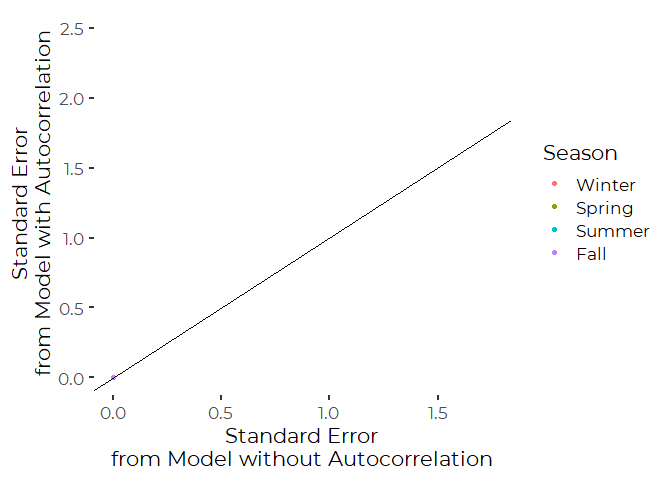 2.5
2.0
1.5
1.0
0.5
0.0
Standard Error
from Model with Autocorrelation
0.0 0.5 1.0 1.5
Standard Error
from Model without Autocorrelation
Season
Winter
Spring
Summer
Fall